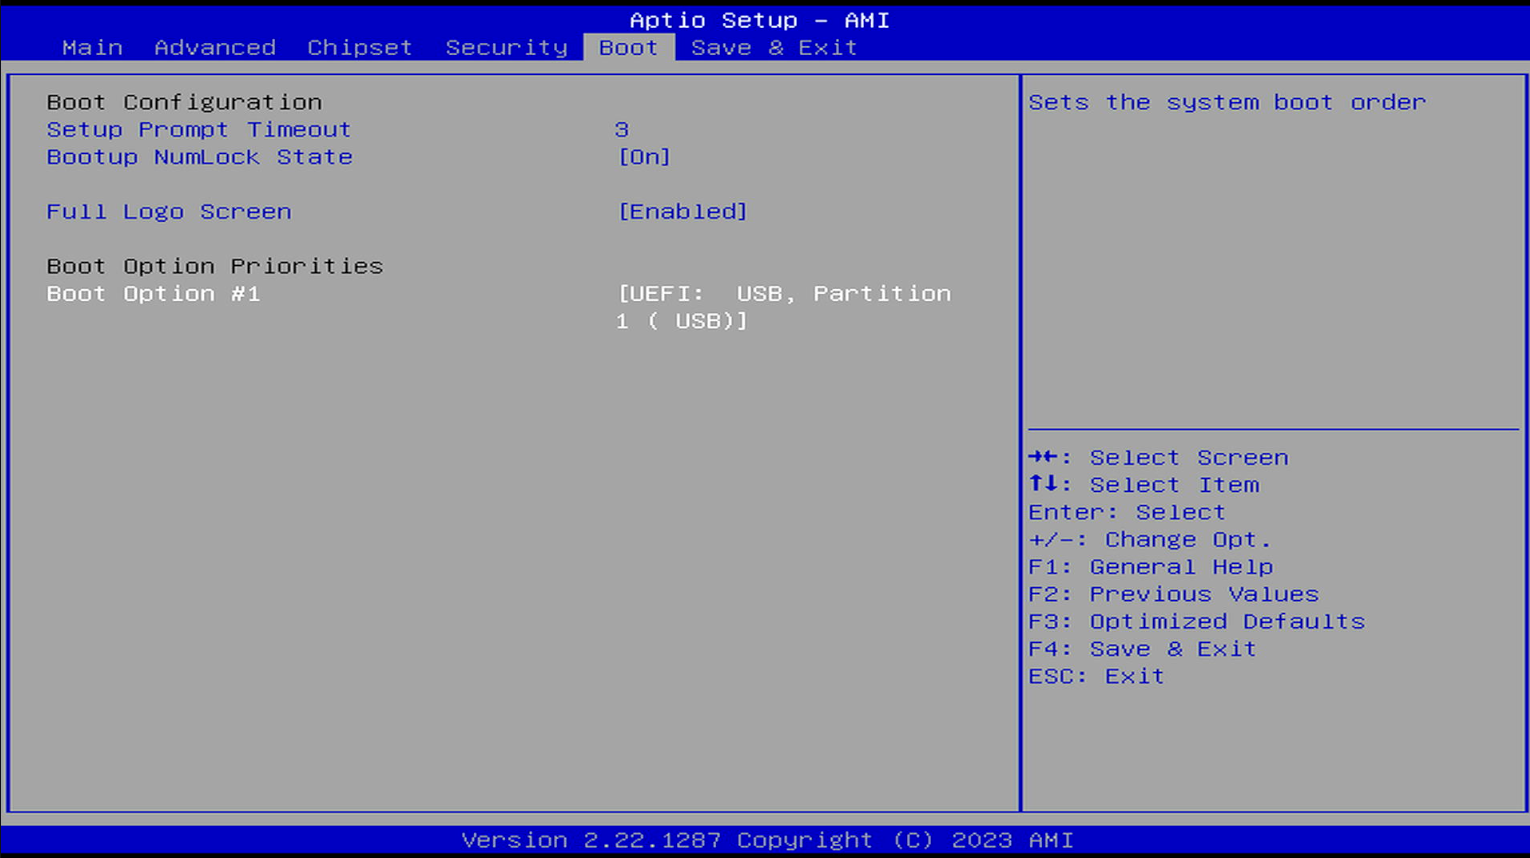 Aptio Setup – AMI
Main Advanced Chipset Security Boot Save & Exit
Boot Configuration
Setup Prompt Timeout 3
Bootup NumLock State [On]
Full Logo Screen [Enabled]
Boot Option Priorities
Boot Option #1 [UEFI:  USB, Partition
1 ( USB)]
Sets the system boot order
→←: Select Screen
↑↓: Select Item
Enter: Select
+/-: Change Opt.
F1: General Help
F2: Previous Values
F3: Optimized Defaults
F4: Save & Exit
ESC: Exit
Version 2.22.1287 Copyright (C) 2023 AMI